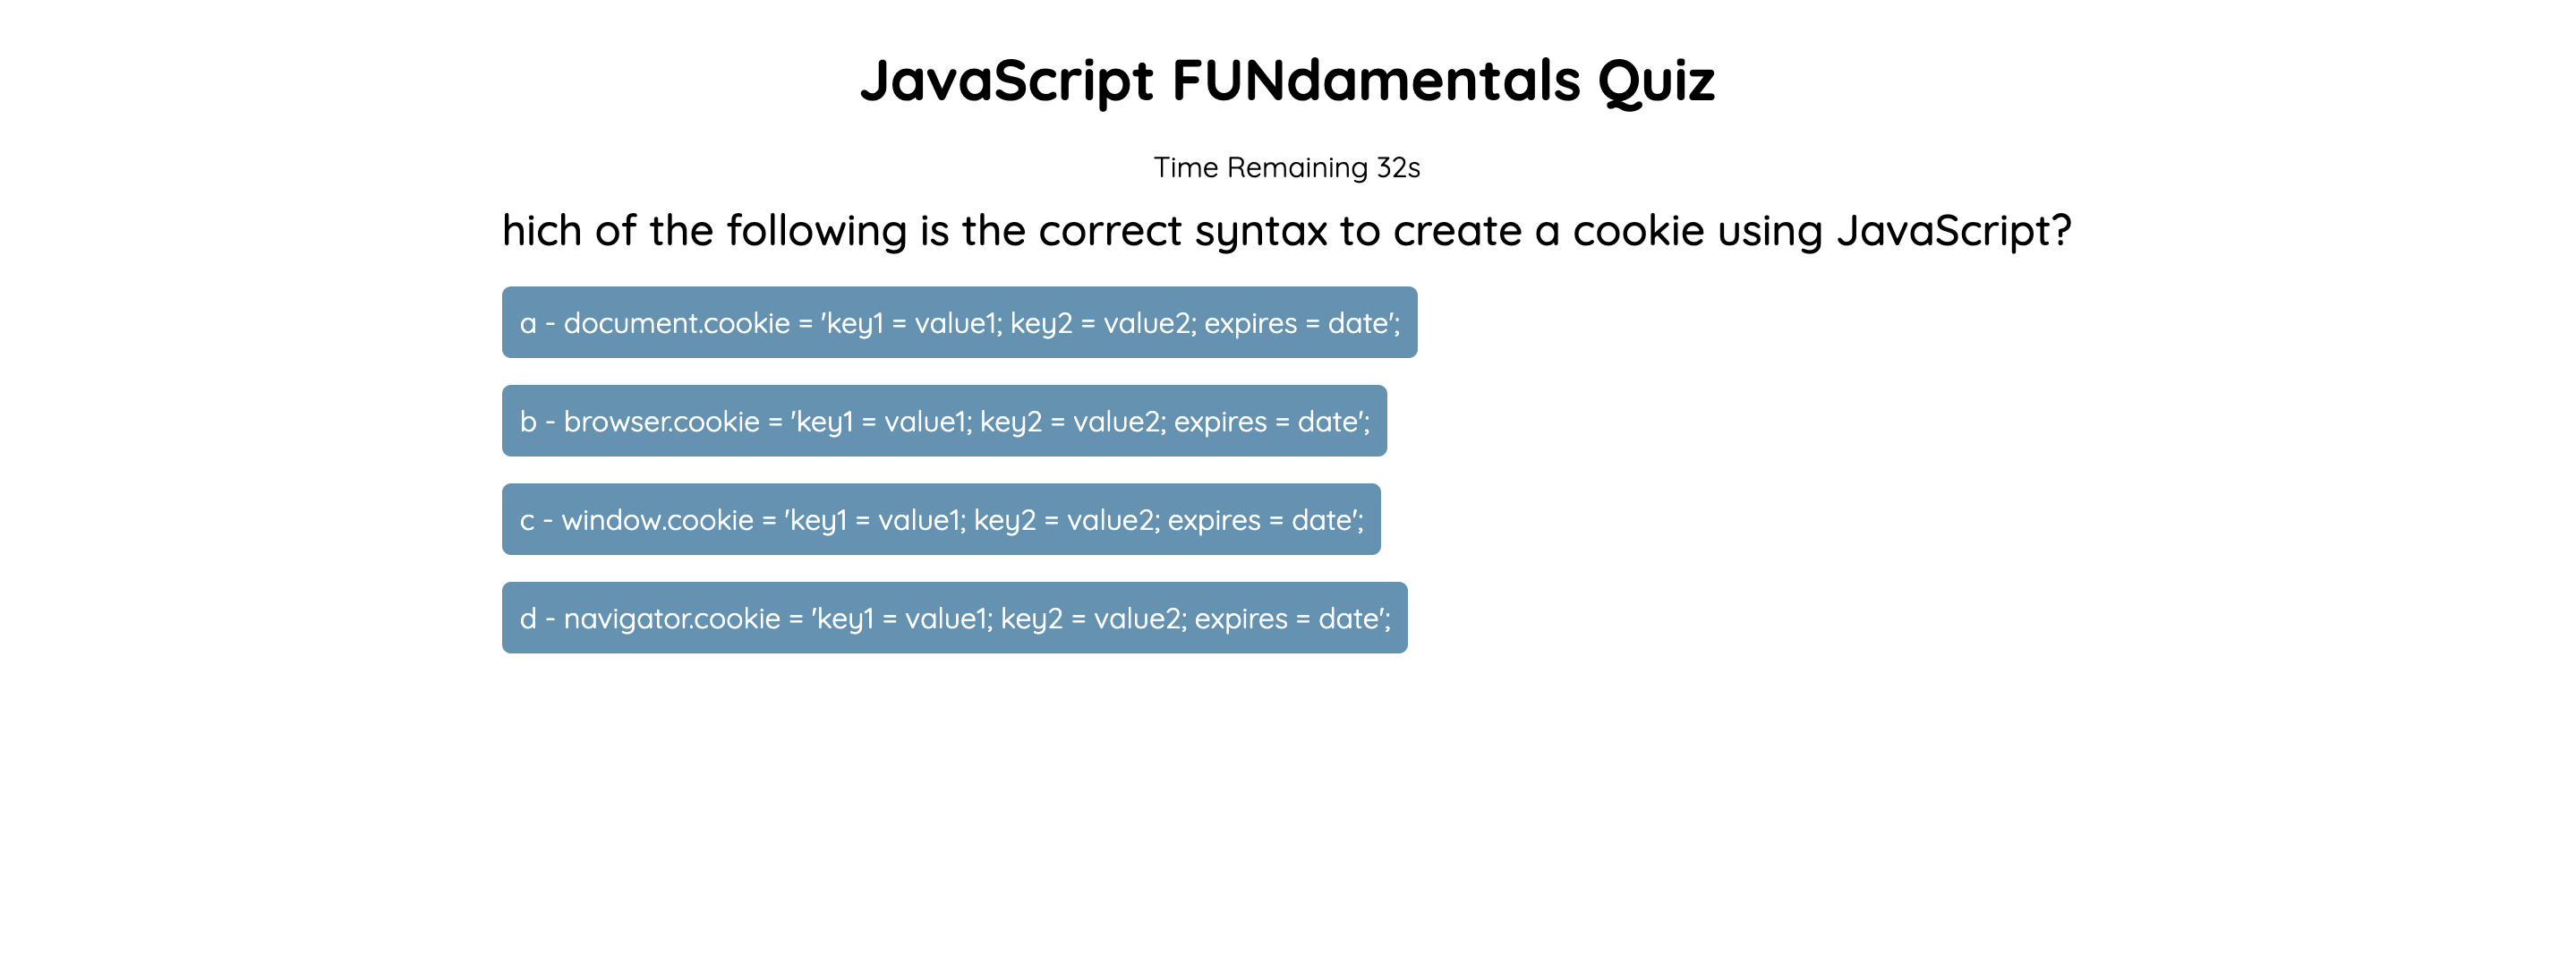 JavaScript FUNdamentals Quiz
Time Remaining 32s
hich of the following is the correct syntax to create a cookie using JavaScript?
a - document.cookie = 'key1 = value1; key2 = value2; expires = date';
b - browser.cookie = 'key1 = value1; key2 = value2; expires = date';
c - window.cookie = 'key1 = value1; key2 = value2; expires = date';
d - navigator.cookie = 'key1 = value1; key2 = value2; expires = date';